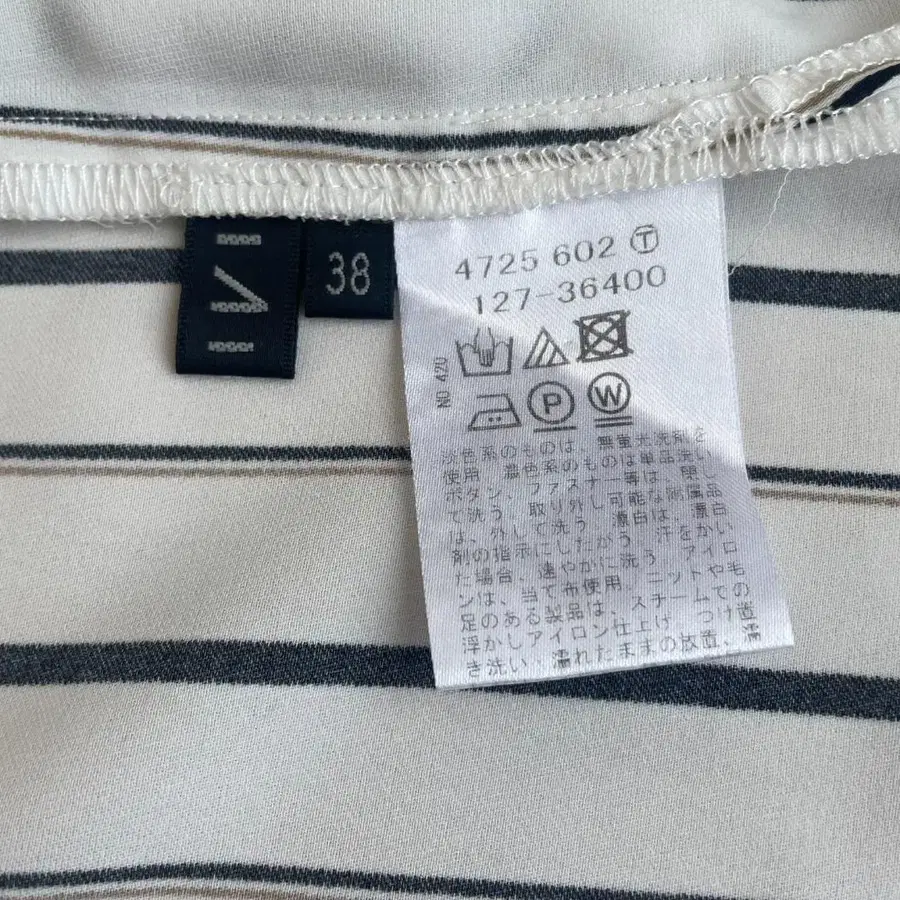 38
4725 602 Ⓣ
127-36400
NO 420
P
W
淡色系のものは、無蛍光洗剤を
使用 濃色系のものは単品洗い
ボタン、ファスナー等は、閉じ
て洗う 取り外し可能な附属品
は、外して洗う 漂白は、漂白
剤の指示にしたがう 汗をかい
た場合、速やかに洗う アイロ
ンは、当て布使用 ニットや毛
足のある製品は、スチームでの
浮かしアイロン仕上げ つけ置
き洗い、濡れたままの放置、濡